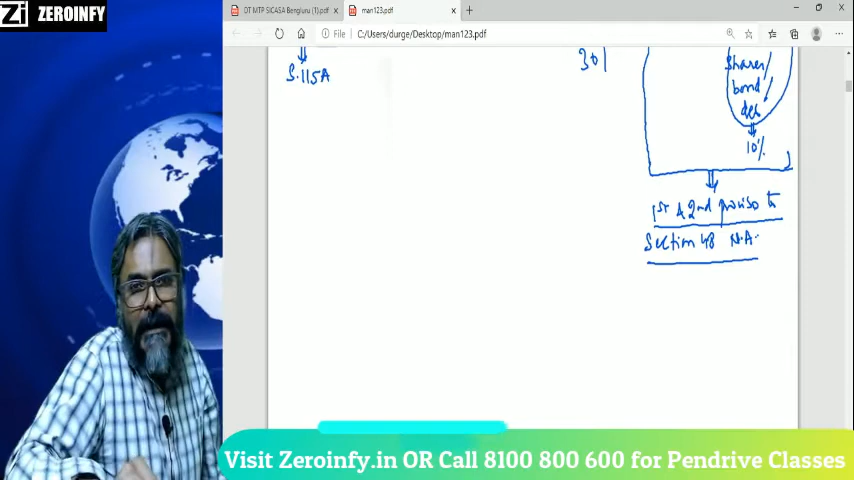 Zi ZEROINFY
DT MTP SICASA Bengluru (1).pdf
man123.pdf
File C:/Users/durge/Desktop/man123.pdf
S.115A
30%
Shares/
bond/
deb
10%
1st & 2nd proviso to
Section 48 N.A.
Visit Zeroinfy.in OR Call 8100 800 600 for Pendrive Classes